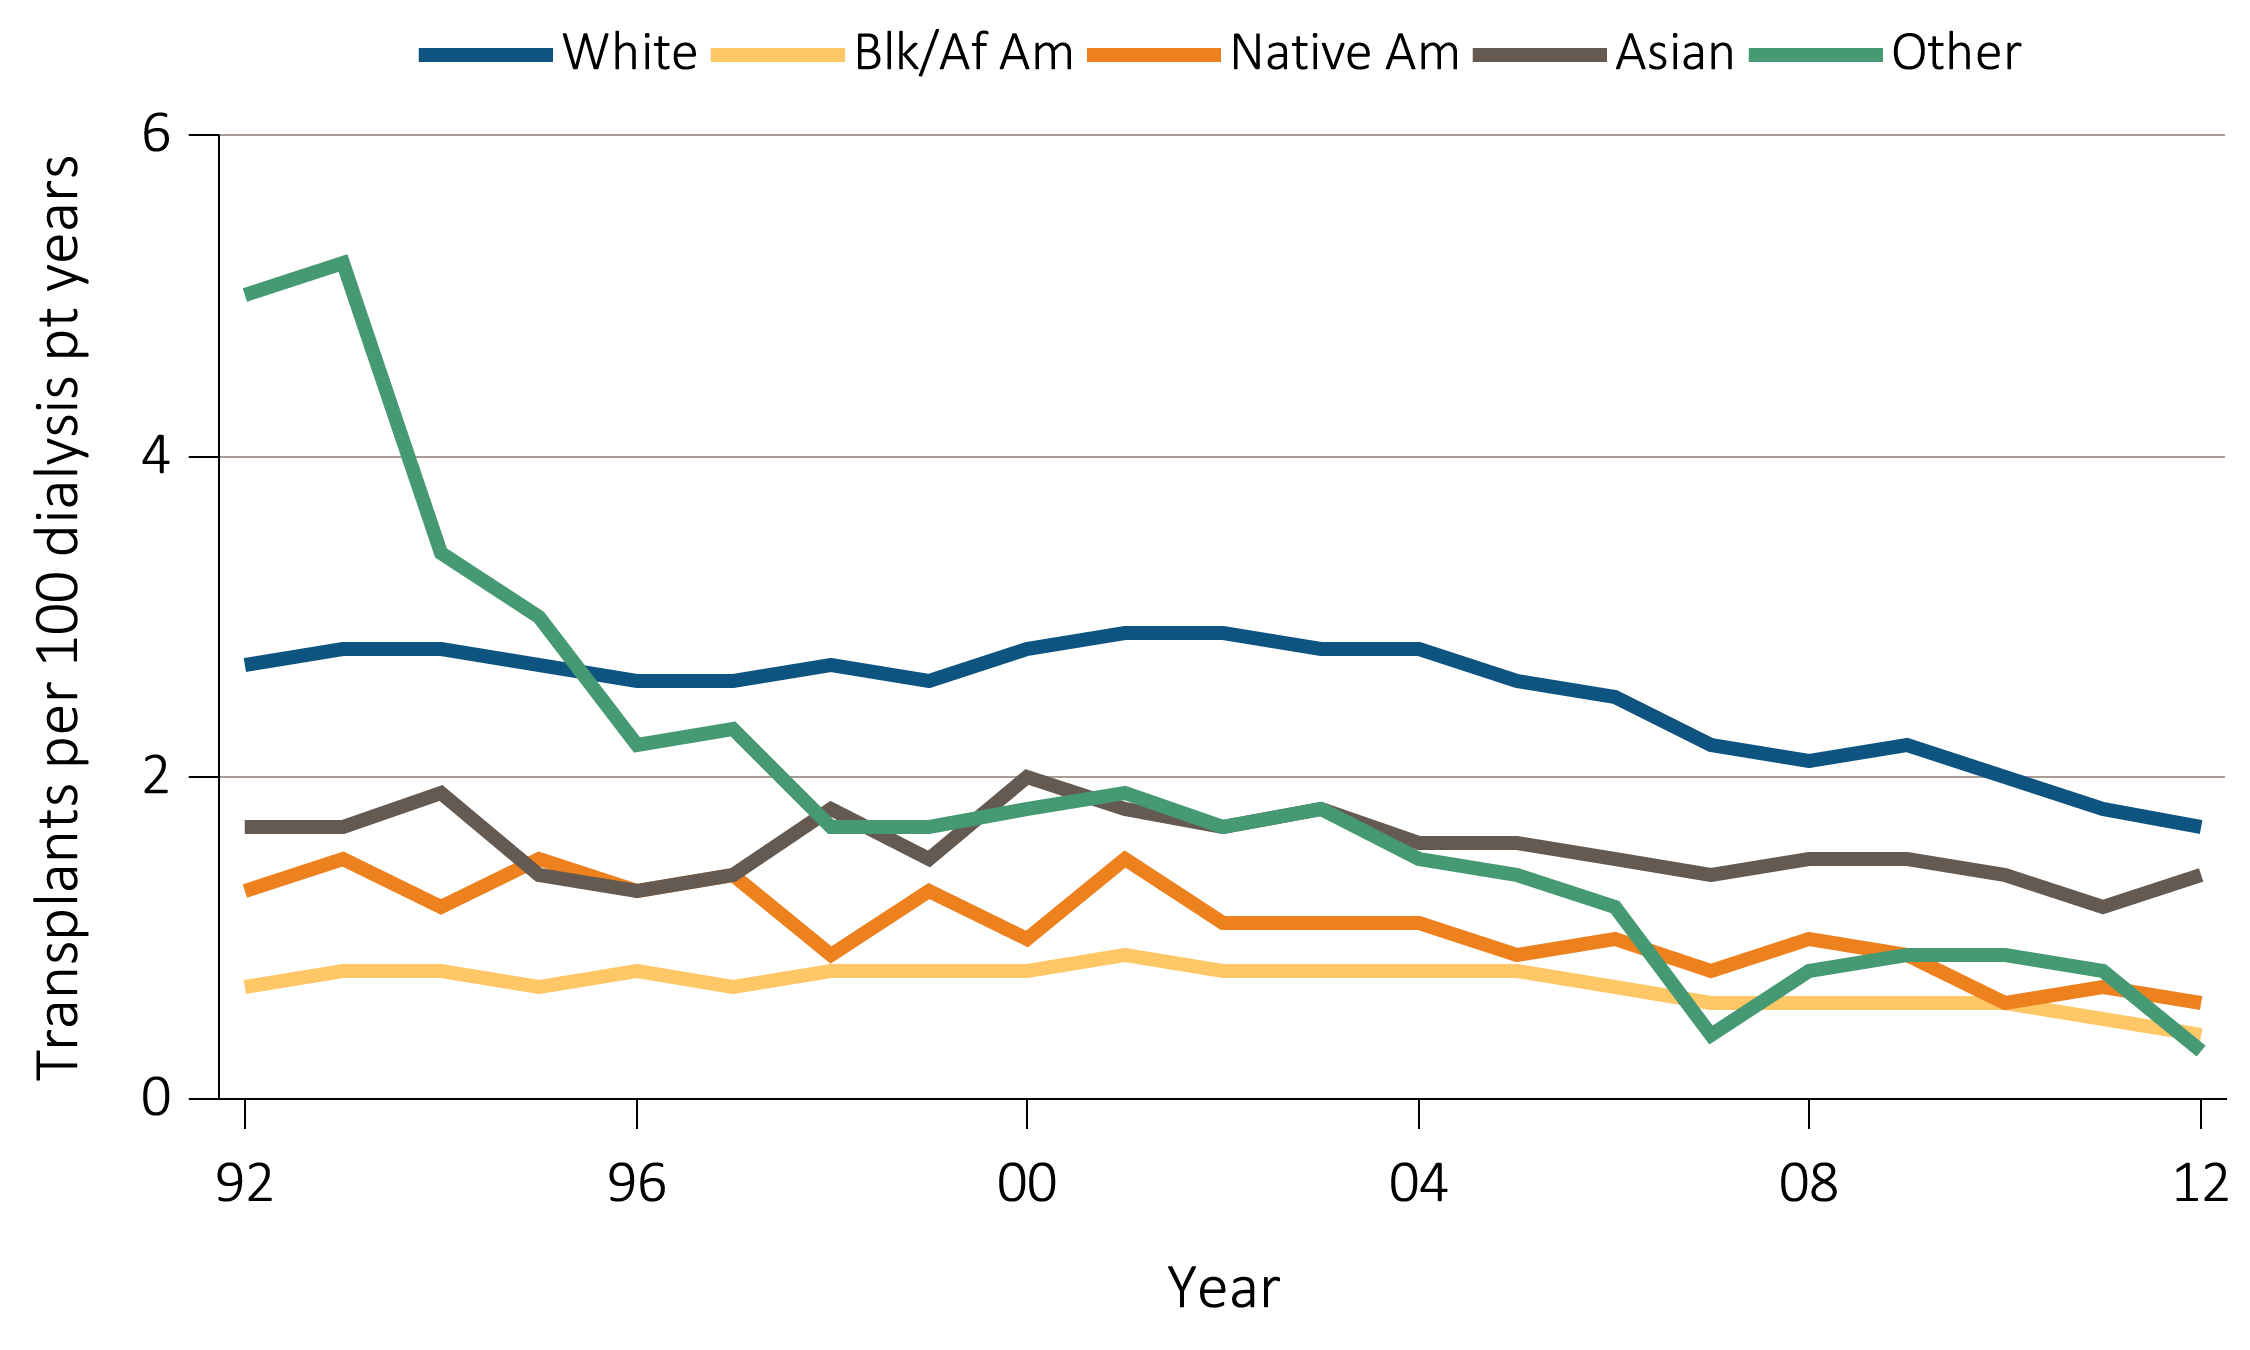 White Blk/Af Am Native Am Asian Other
Transplants per 100 dialysis pt years
6
4
2
0
92 96 00 04 08 12
Year